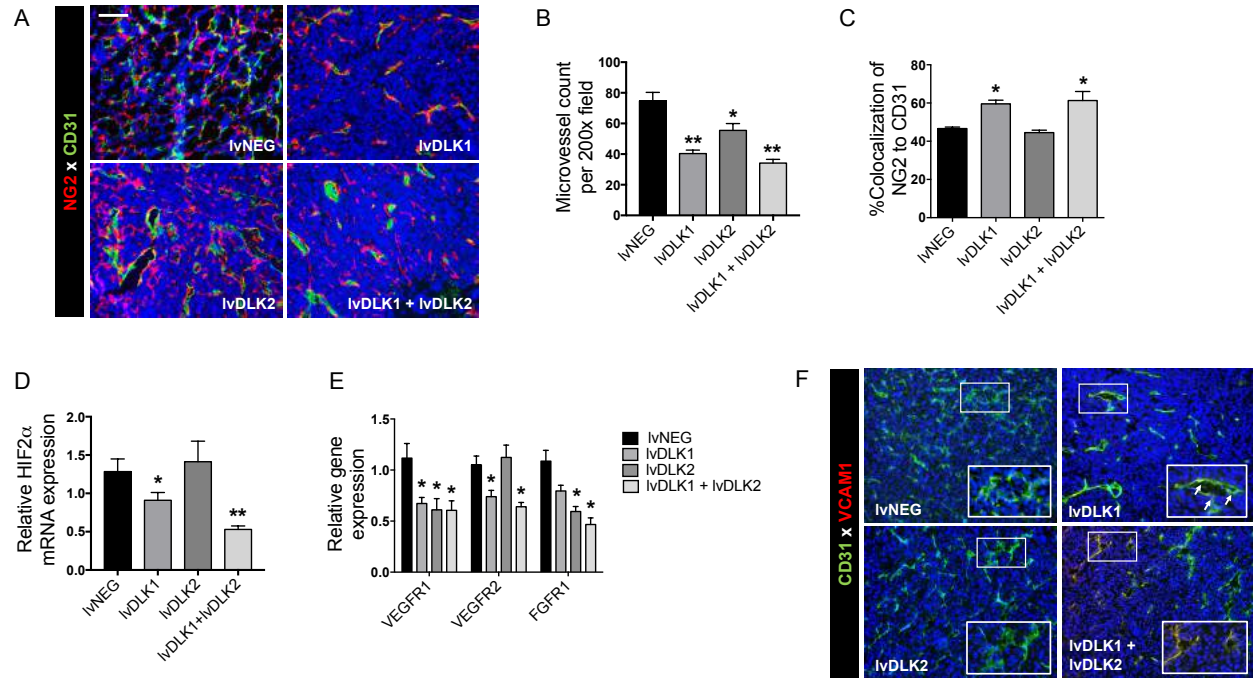 A
NG2 x CD31
lvNEG
lvDLK1
lvDLK2
lvDLK1 + lvDLK2
B
Microvessel count
per 200x field
100
80
60
40
20
0
**
*
**
lvNEG
lvDLK1
lvDLK2
lvDLK1 + lvDLK2
C
%Colocalization of
NG2 to CD31
80
60
40
20
0
*
*
lvNEG
lvDLK1
lvDLK2
lvDLK1 + lvDLK2
D
Relative HIF2α
mRNA expression
2.0
1.5
1.0
0.5
0.0
*
**
lvNEG
lvDLK1
lvDLK2
lvDLK1+lvDLK2
E
Relative gene
expression
1.5
1.0
0.5
0.0
* * *
* *
* *
VEGFR1
VEGFR2
FGFR1
lvNEG
lvDLK1
lvDLK2
lvDLK1 + lvDLK2
F
CD31 x VCAM1
lvNEG
lvDLK1
lvDLK2
lvDLK1 +
lvDLK2